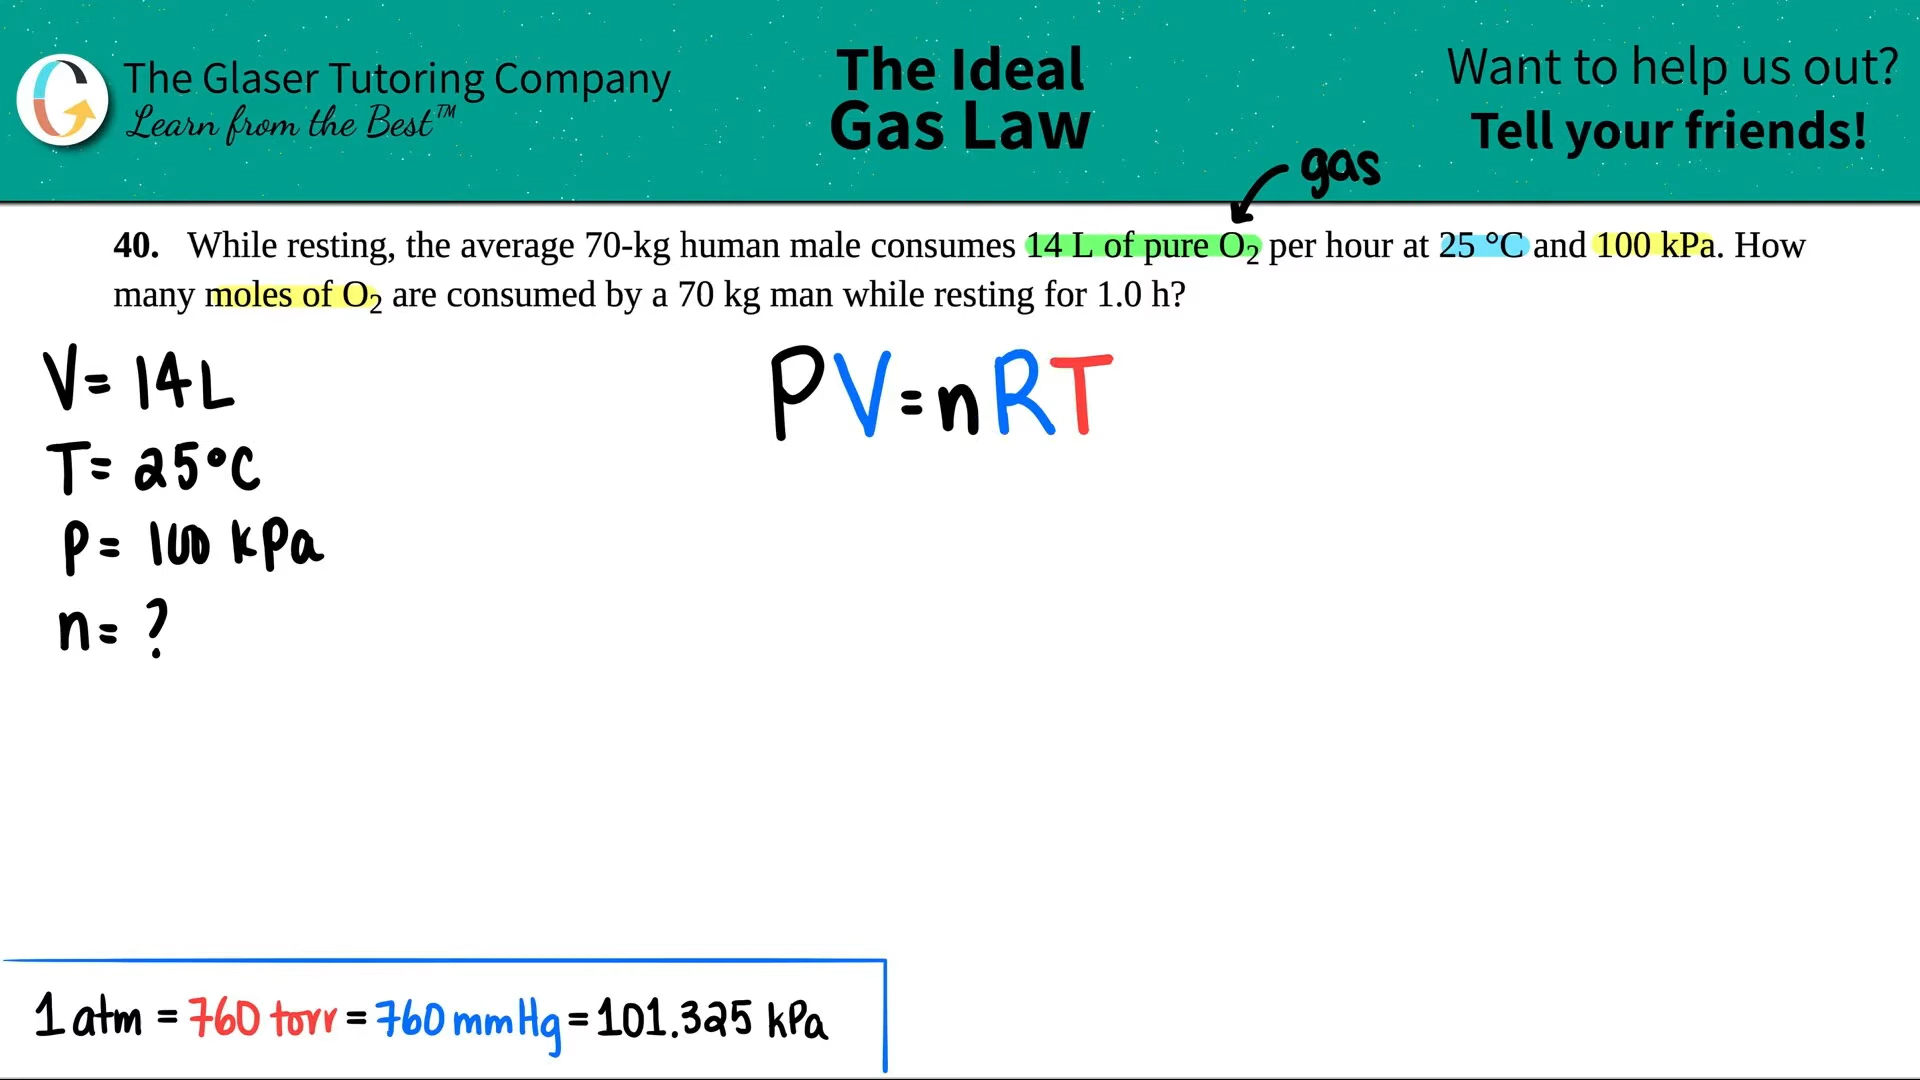 The Glaser Tutoring Company
Learn from the Best™
The Ideal
Gas Law
Want to help us out?
Tell your friends!
gas
40. While resting, the average 70-kg human male consumes 14 L of pure O₂ per hour at 25 °C and 100 kPa. How
many moles of O₂ are consumed by a 70 kg man while resting for 1.0 h?
V= 14L
T= 25°C
P= 100 kPa
n= ?
PV=nRT
1 atm = 760 torr = 760 mmHg = 101.325 kPa